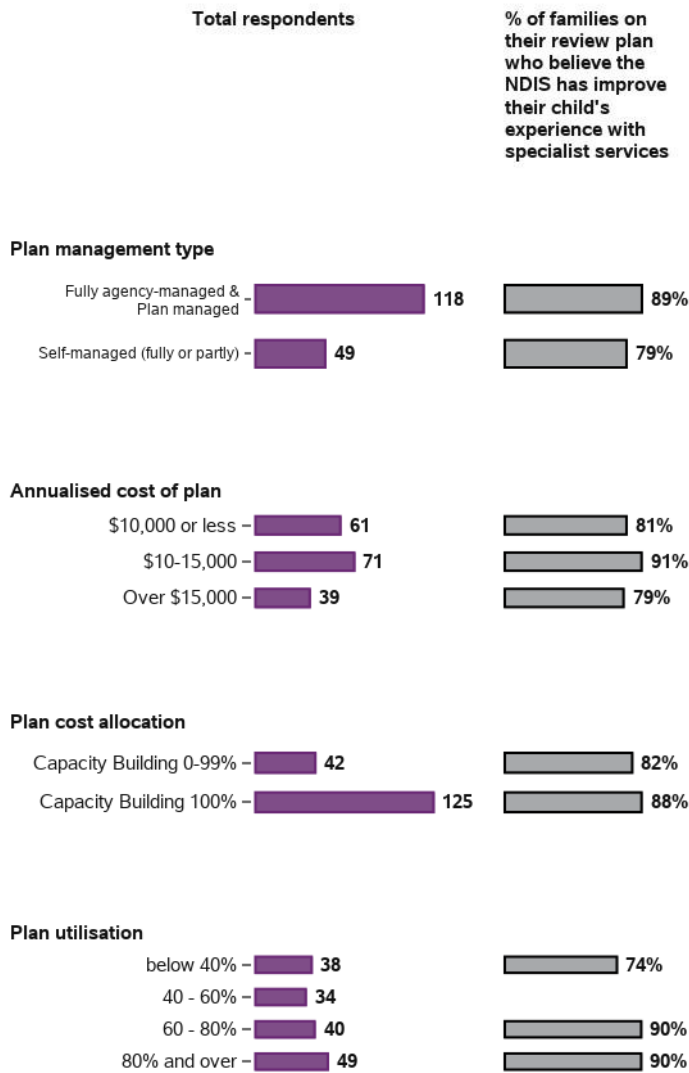 Total respondents
% of families on
their review plan
who believe the
NDIS has improve
their child's
experience with
specialist services
Plan management type
Fully agency-managed &
Plan managed
118
89%
Self-managed (fully or partly)
49
79%
Annualised cost of plan
$10,000 or less
61
81%
$10-15,000
71
91%
Over $15,000
39
79%
Plan cost allocation
Capacity Building 0-99%
42
82%
Capacity Building 100%
125
88%
Plan utilisation
below 40%
38
74%
40 - 60%
34
60 - 80%
40
90%
80% and over
49
90%